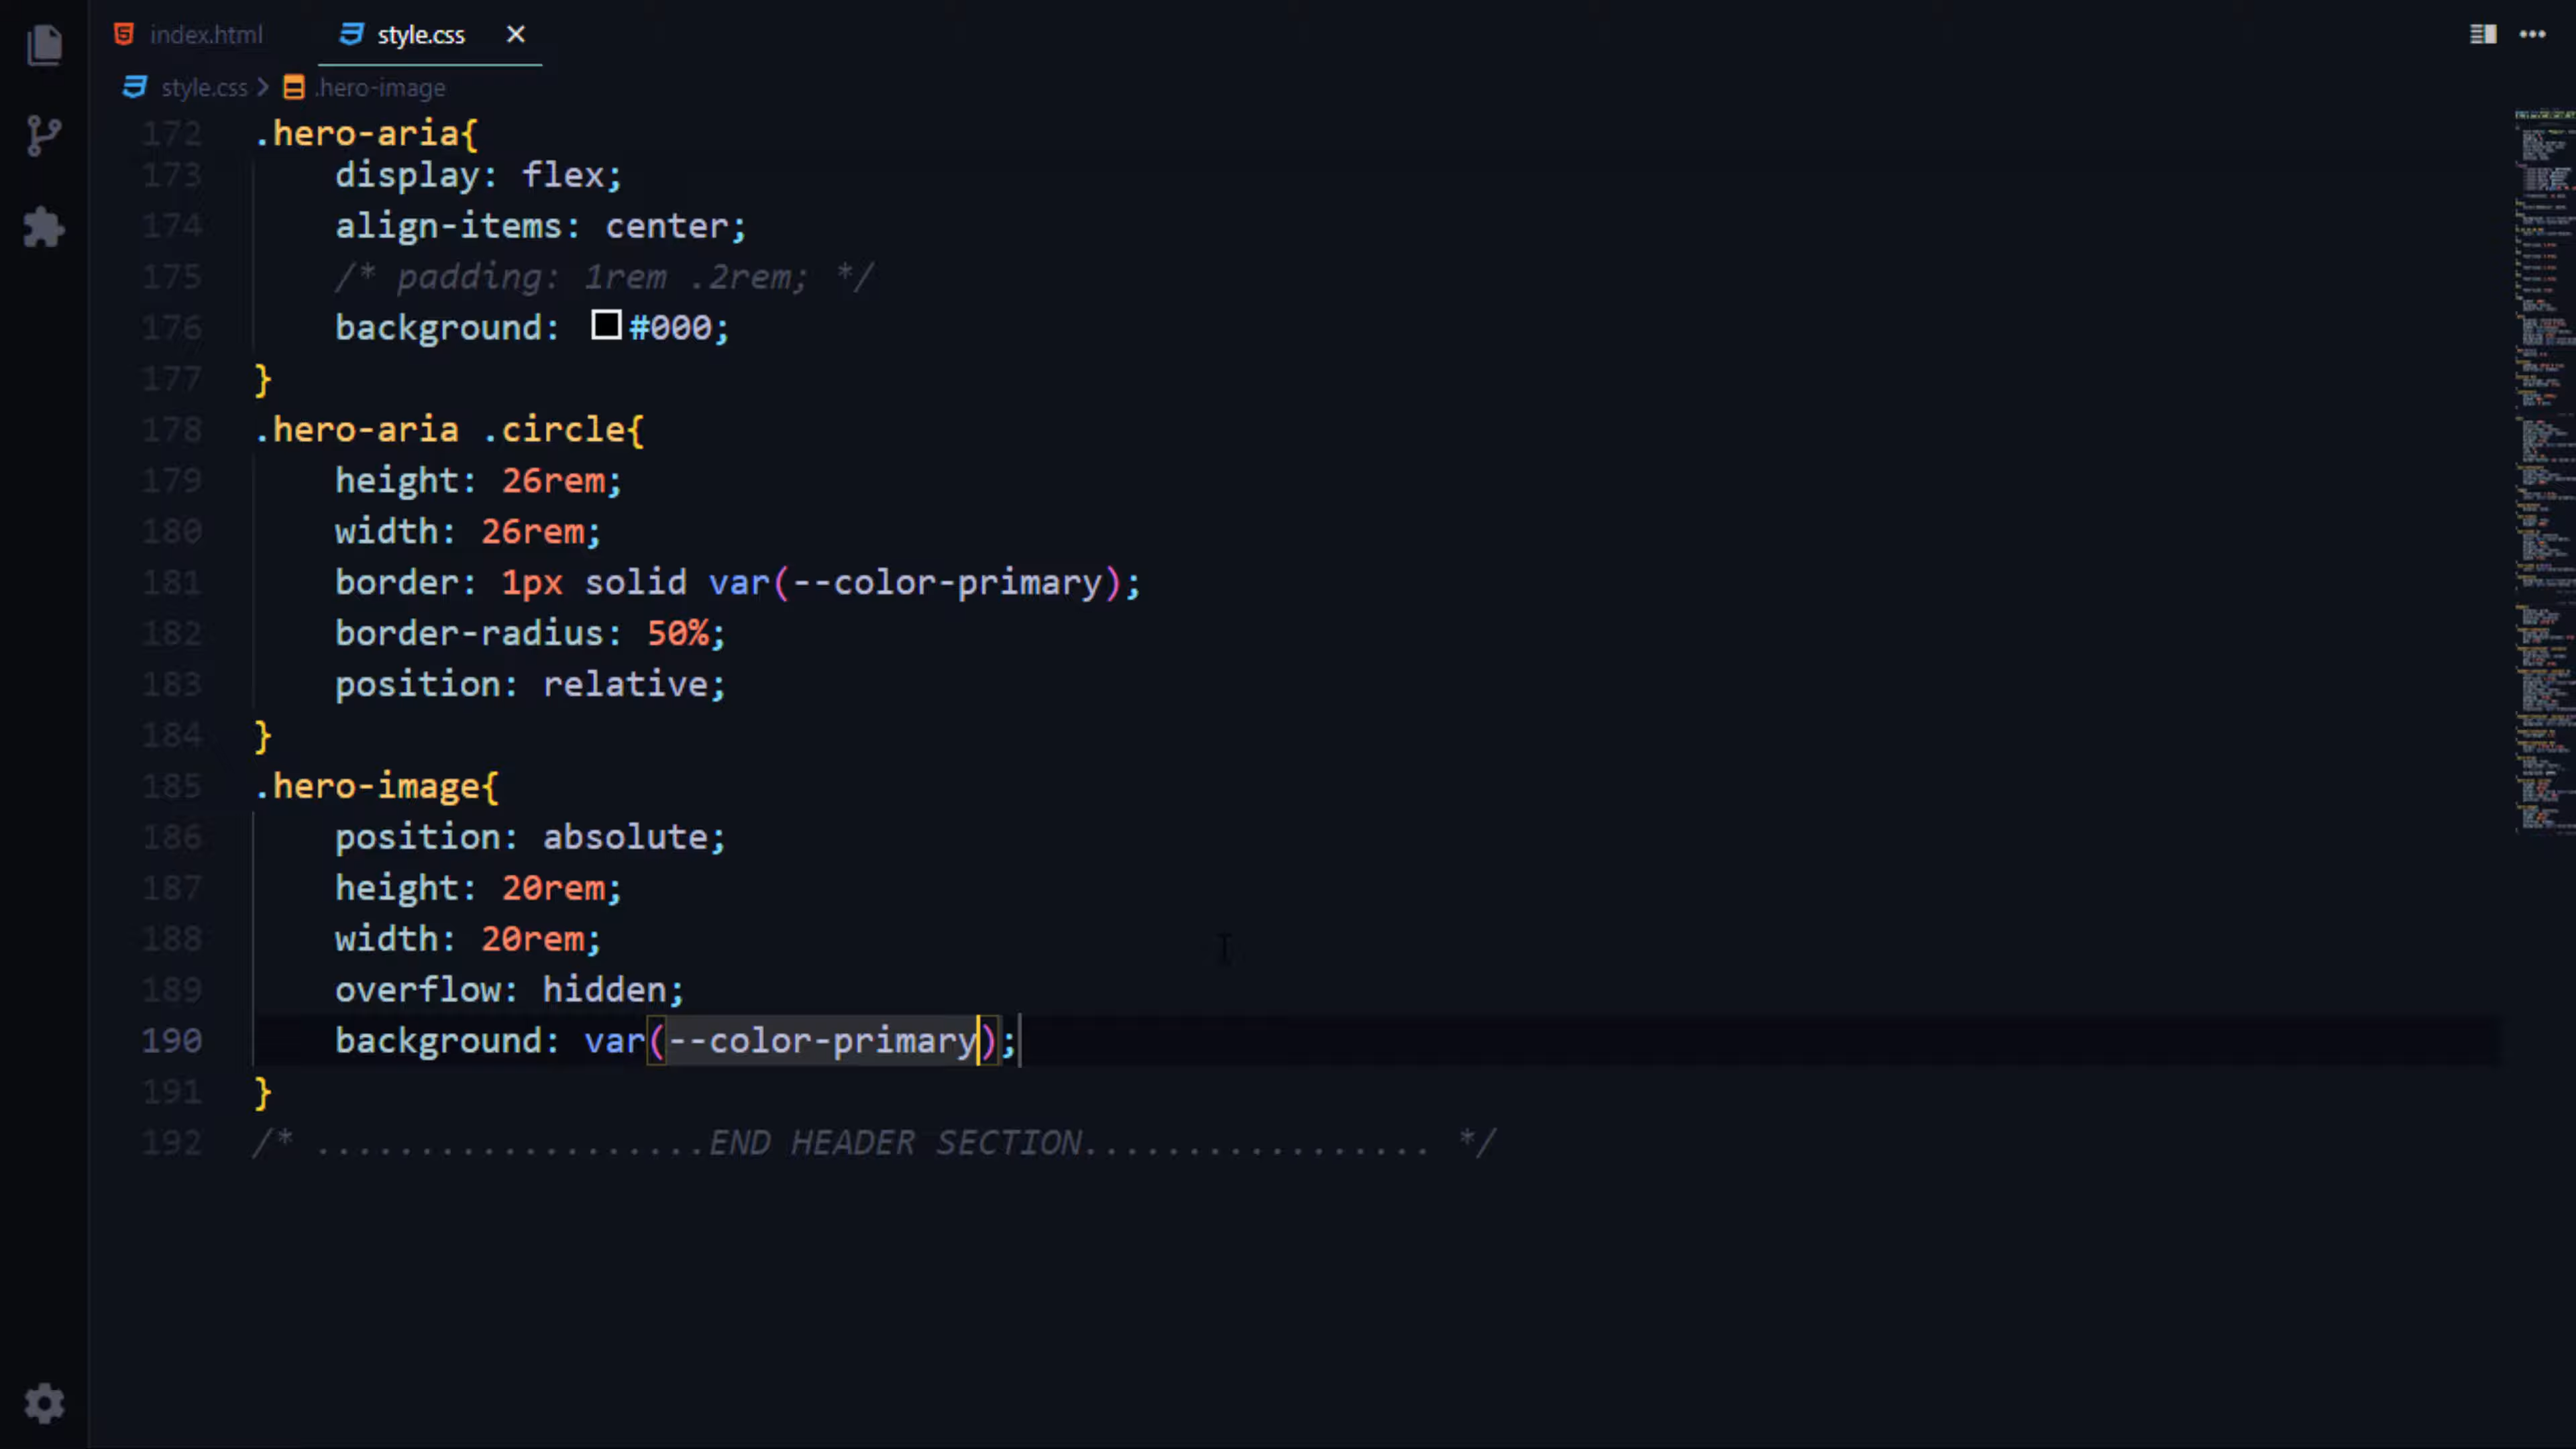 index.html
style.css
style.css > .hero-image
172 .hero-aria{
173 display: flex;
174 align-items: center;
175 /* padding: 1rem .2rem; */
176 background: #000;
177 }
178 .hero-aria .circle{
179 height: 26rem;
180 width: 26rem;
181 border: 1px solid var(--color-primary);
182 border-radius: 50%;
183 position: relative;
184 }
185 .hero-image{
186 position: absolute;
187 height: 20rem;
188 width: 20rem;
189 overflow: hidden;
190 background: var(--color-primary);
191 }
192 /* ...................END HEADER SECTION................. */